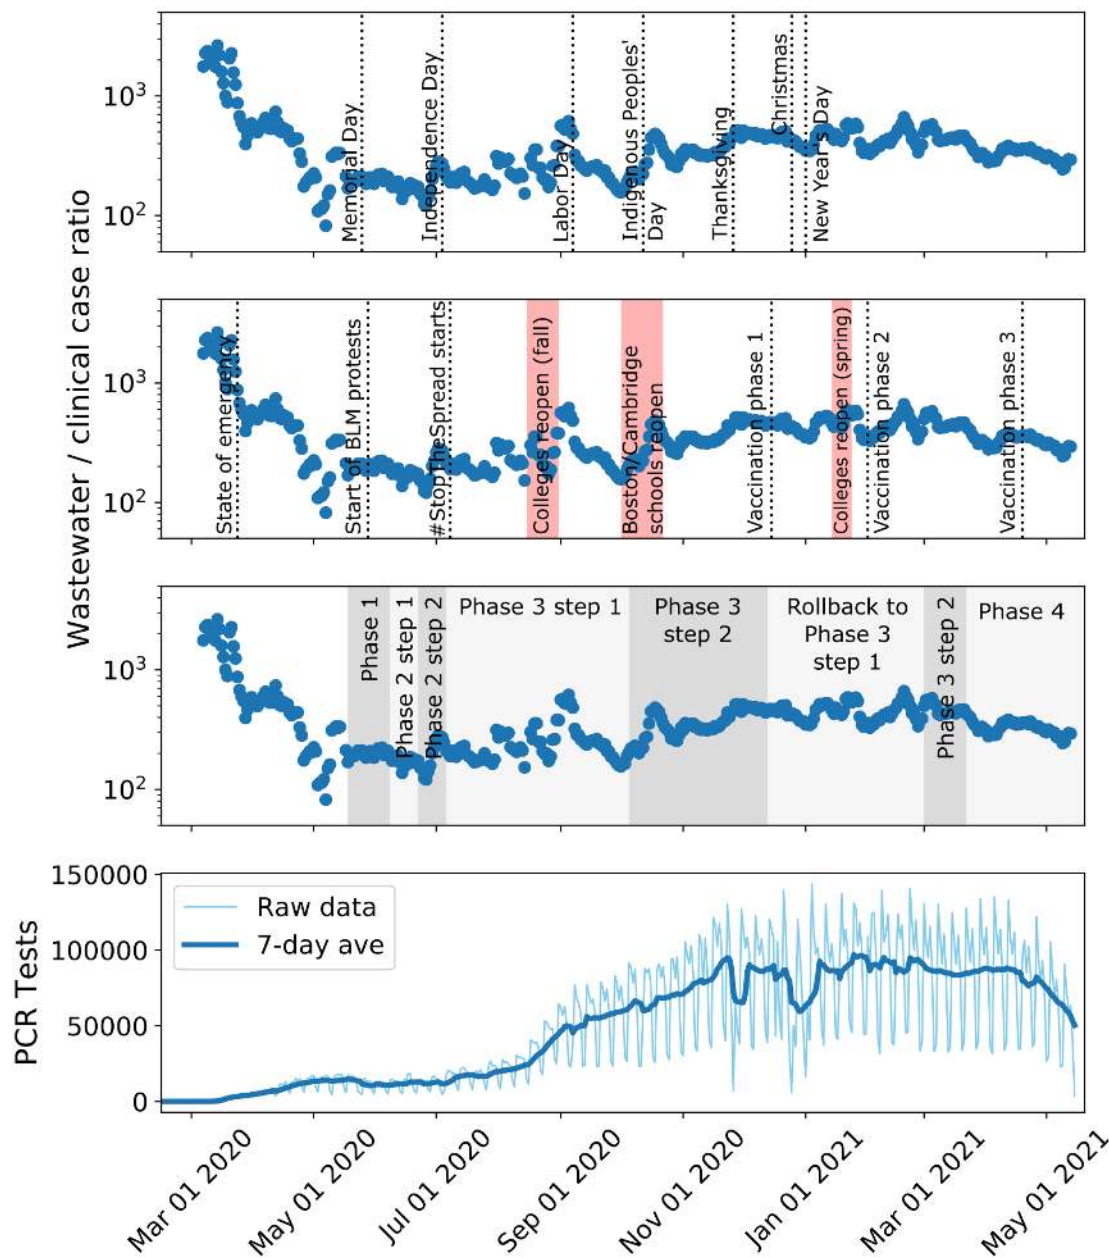 Wastewater / clinical case ratio
10³
10²
Memorial Day
Independence Day
Labor Day
Indigenous Peoples'
Day
Thanksgiving
Christmas
New Year's Day
10³
10²
State of emergency
Start of BLM protests
#StopTheSpread starts
Colleges reopen (fall)
Boston/Cambridge
schools reopen
Vaccination phase 1
Colleges reopen (spring)
Vaccination phase 2
Vaccination phase 3
10³
10²
Phase 1
Phase 2 step 1
Phase 2 step 2
Phase 3 step 1
Phase 3
step 2
Rollback to
Phase 3
step 1
Phase 3 step 2
Phase 4
PCR Tests
150000
100000
50000
0
Raw data
7-day ave
Mar 01 2020
May 01 2020
Jul 01 2020
Sep 01 2020
Nov 01 2020
Jan 01 2021
Mar 01 2021
May 01 2021